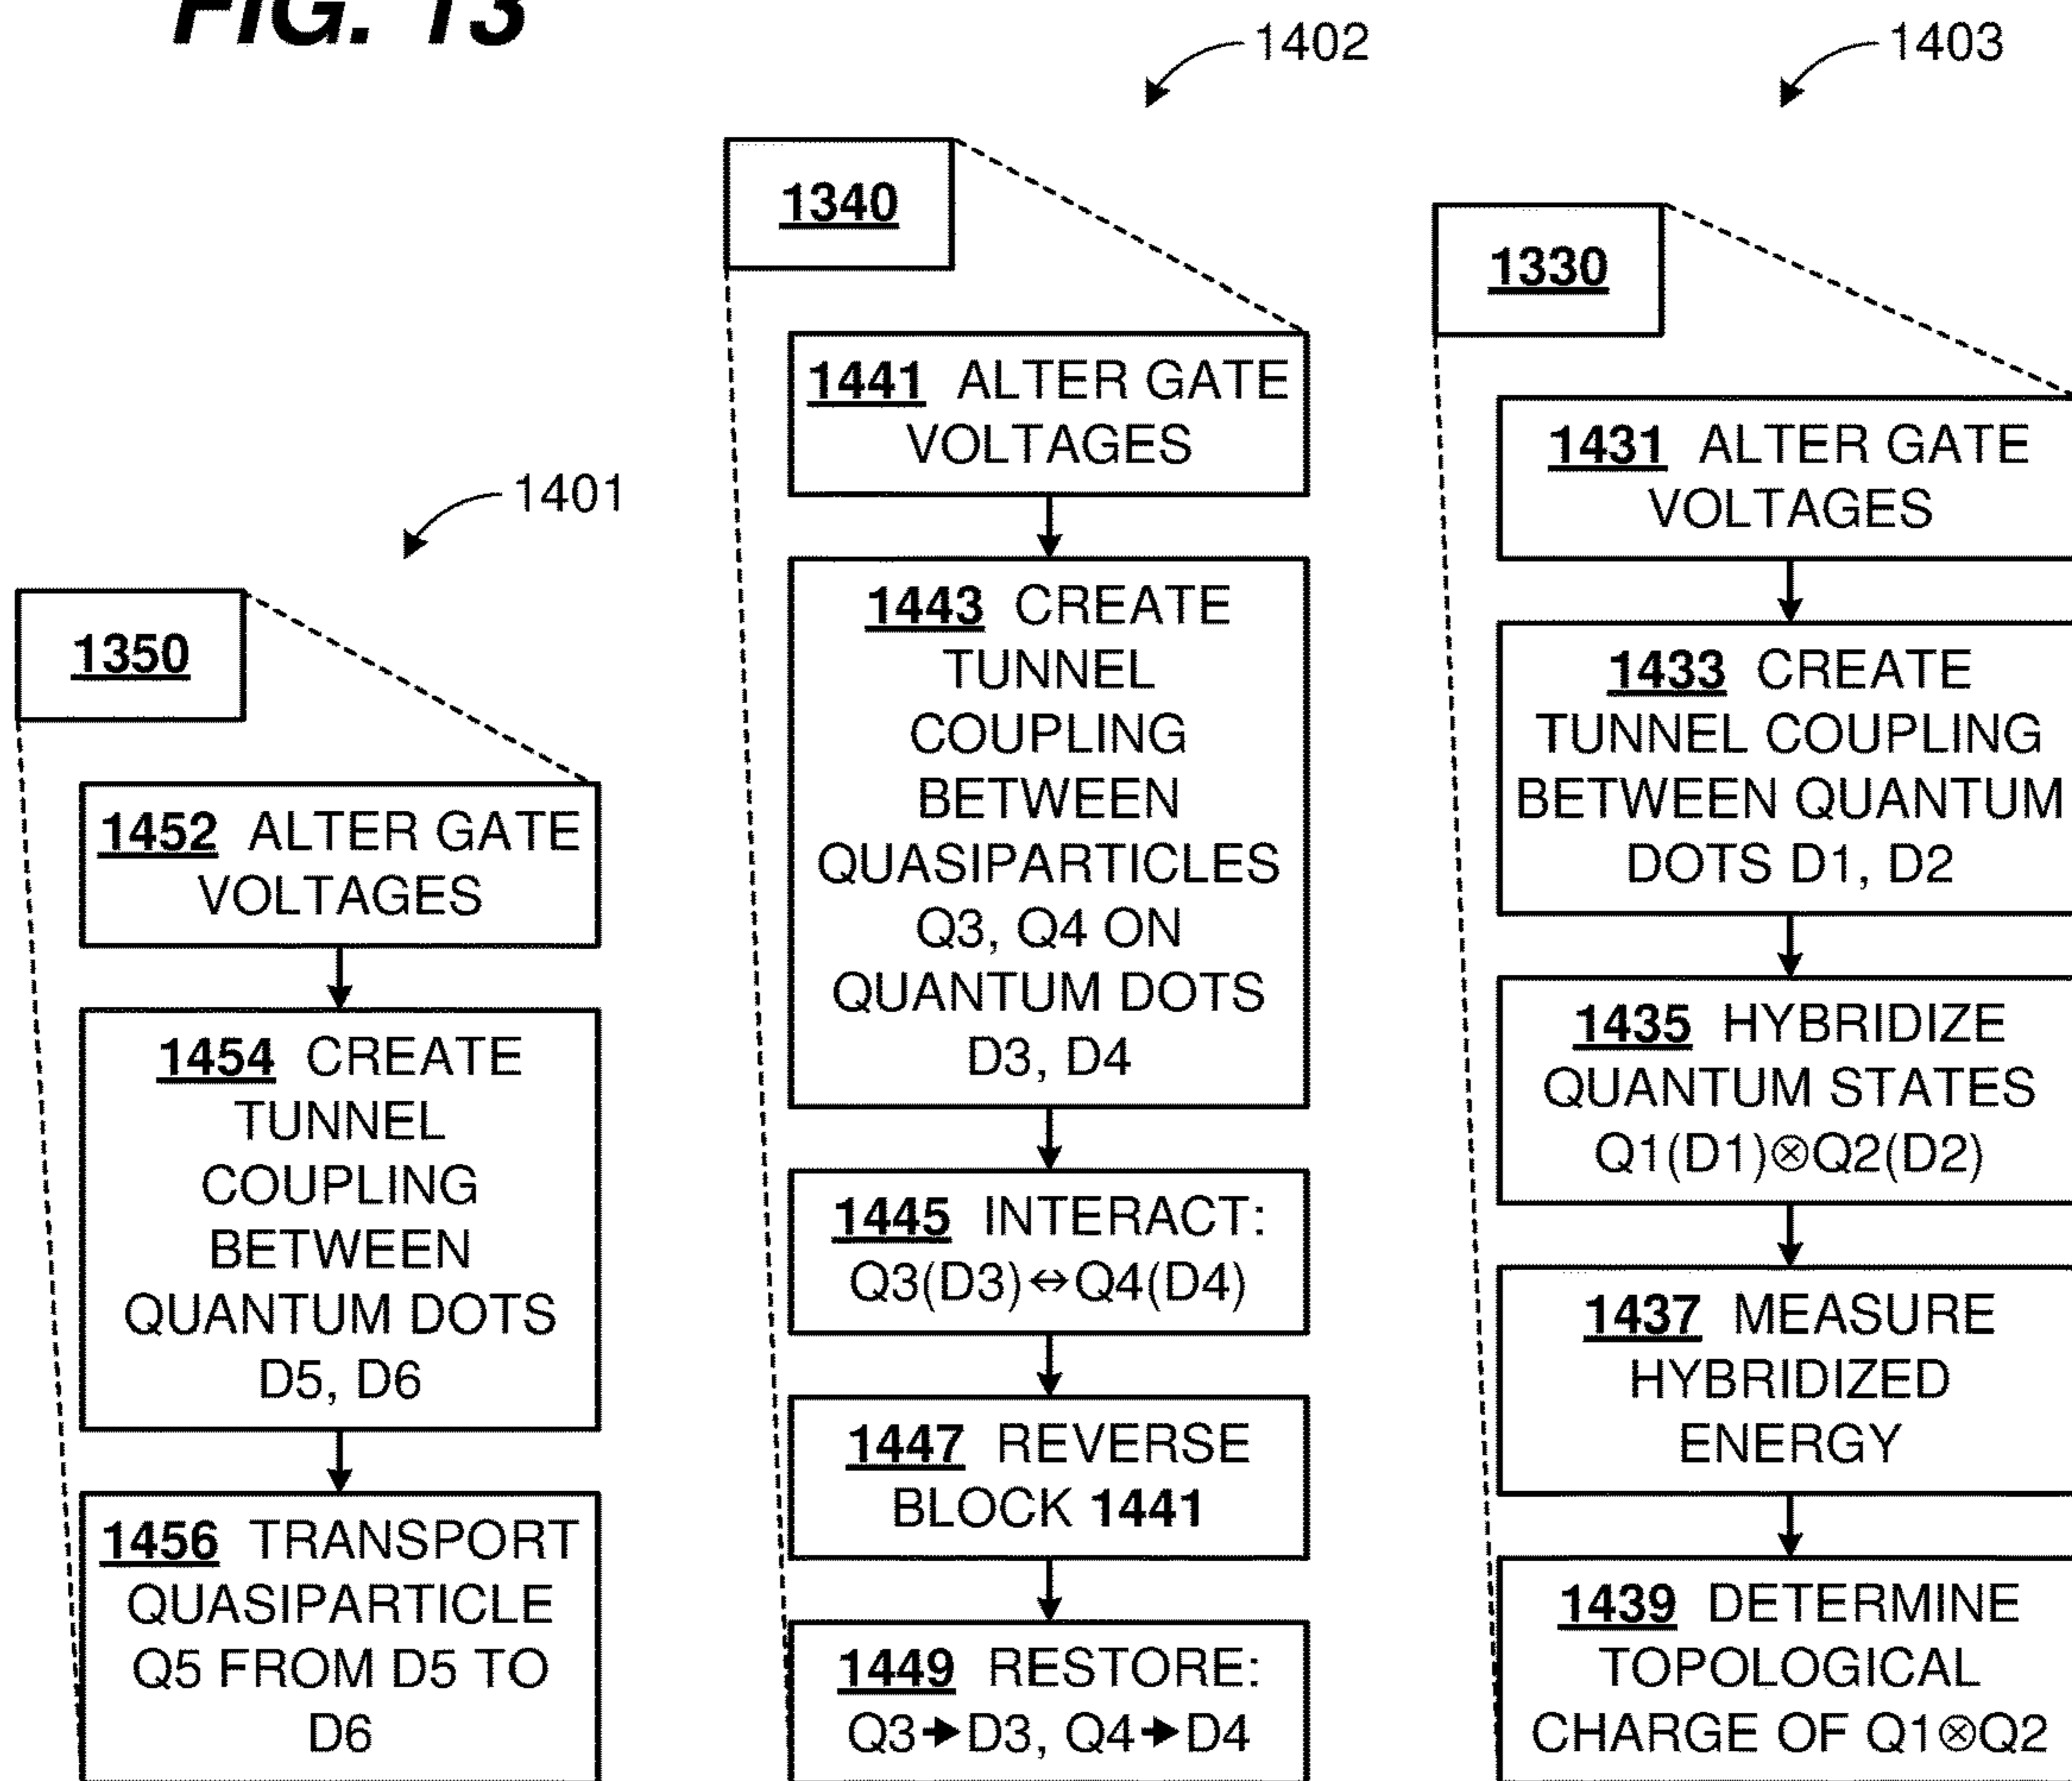 FIG. 13
1401
1350
1452 ALTER GATE
VOLTAGES
1454 CREATE
TUNNEL
COUPLING
BETWEEN
QUANTUM DOTS
D5, D6
1456 TRANSPORT
QUASIPARTICLE
Q5 FROM D5 TO
D6
1402
1340
1441 ALTER GATE
VOLTAGES
1443 CREATE
TUNNEL
COUPLING
BETWEEN
QUASIPARTICLES
Q3, Q4 ON
QUANTUM DOTS
D3, D4
1445 INTERACT:
Q3(D3)↔Q4(D4)
1447 REVERSE
BLOCK 1441
1449 RESTORE:
Q3➔D3, Q4➔D4
1403
1330
1431 ALTER GATE
VOLTAGES
1433 CREATE
TUNNEL COUPLING
BETWEEN QUANTUM
DOTS D1, D2
1435 HYBRIDIZE
QUANTUM STATES
Q1(D1)⊗Q2(D2)
1437 MEASURE
HYBRIDIZED
ENERGY
1439 DETERMINE
TOPOLOGICAL
CHARGE OF Q1⊗Q2